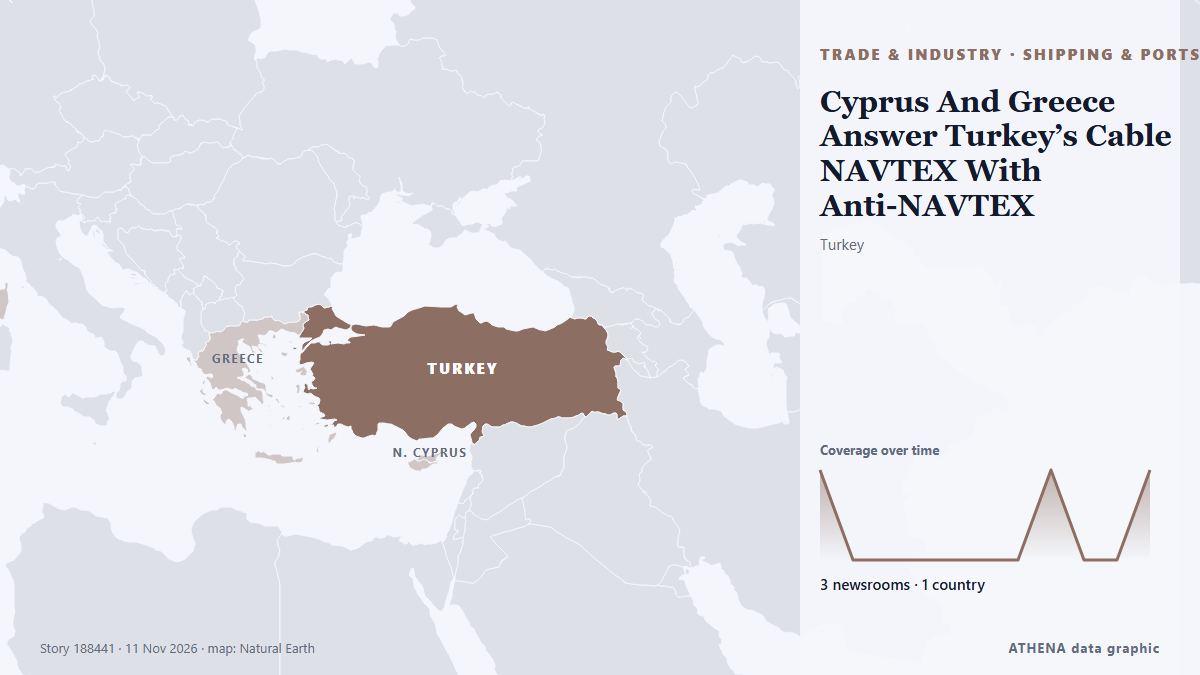 TRADE & INDUSTRY · SHIPPING & PORTS
Cyprus And Greece
Answer Turkey’s Cable
NAVTEX With
Anti-NAVTEX
Turkey
GREECE
TURKEY
N. CYPRUS
Coverage over time
3 newsrooms · 1 country
Story 188441 · 11 Nov 2026 · map: Natural Earth
ATHENA data graphic